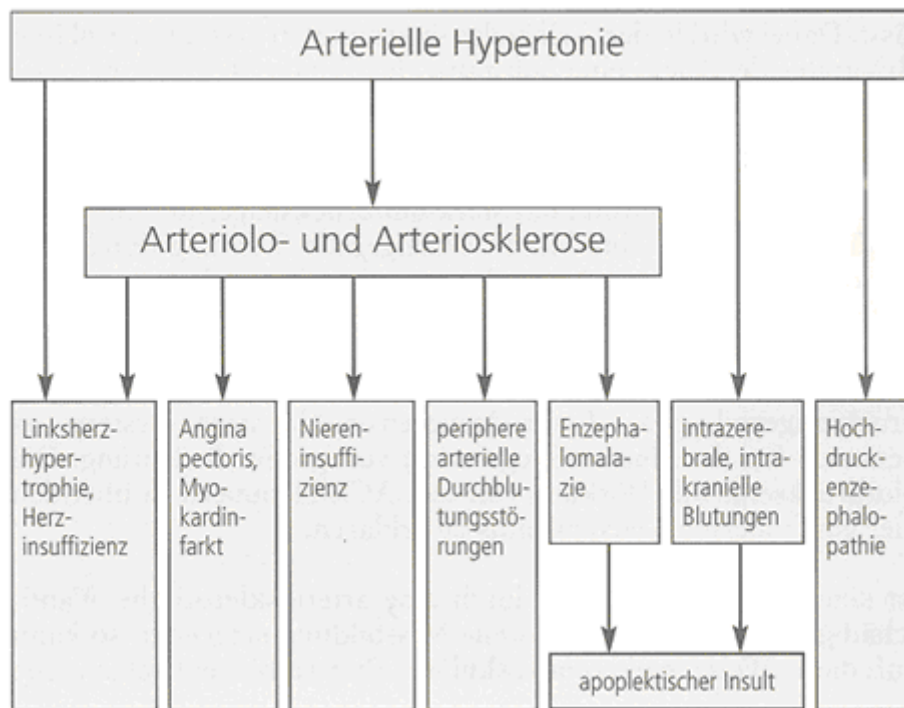 Arterielle Hypertonie
Arteriolo- und Arteriosklerose
Linksherz-
hyper-
trophie,
Herz-
insuffizienz
Angina
pectoris,
Myo-
kardin-
farkt
Nieren-
insuffi-
zienz
periphere
arterielle
Durchblu-
tungsstö-
rungen
Enzepha-
lomala-
zie
intrazere-
brale, intra-
kranielle
Blutungen
Hoch
druck-
enze-
phalo-
pathie
apoplektischer Insult